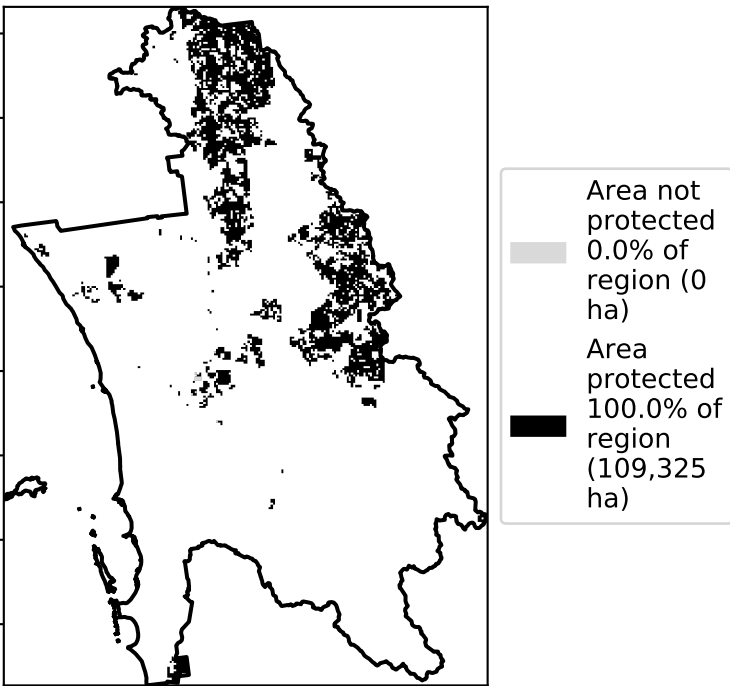 Area not
protected
0.0% of
region (0
ha)
Area
protected
100.0% of
region
(109,325
ha)